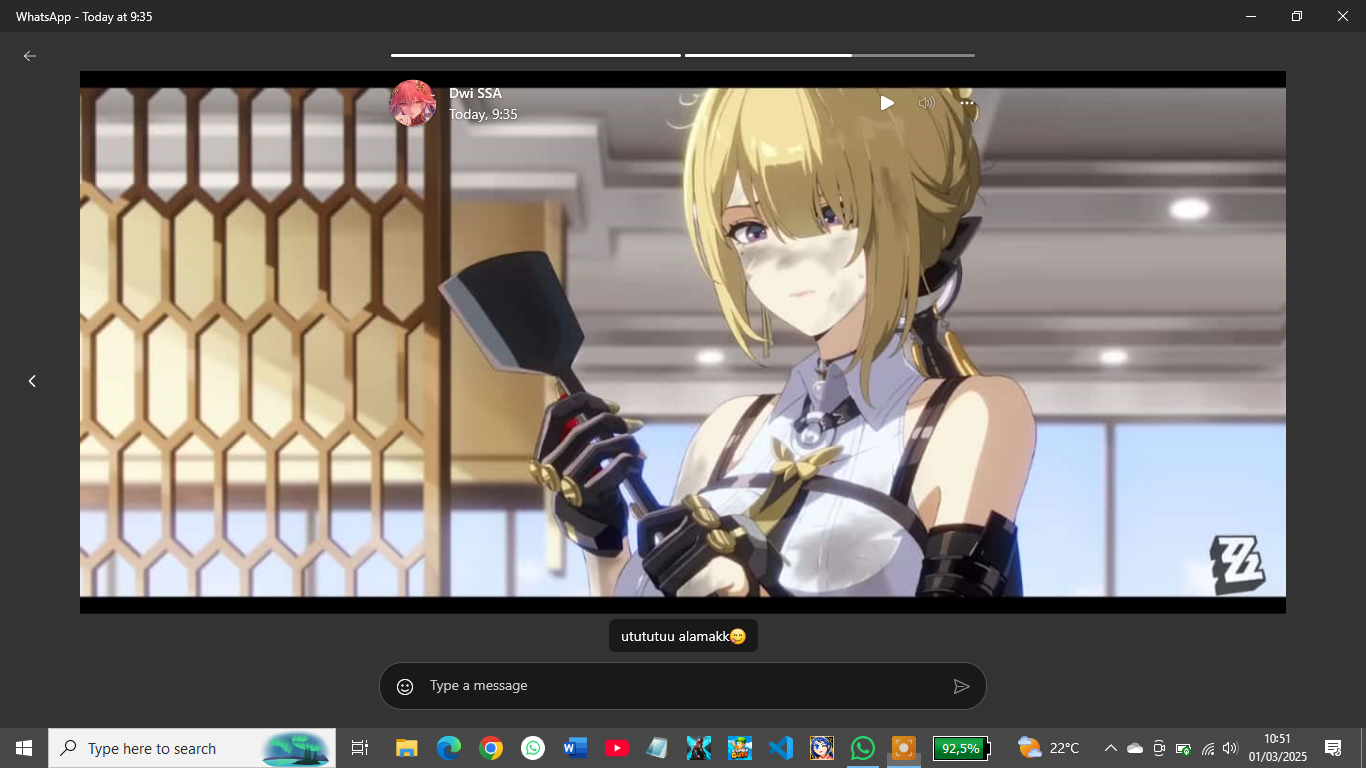 WhatsApp - Today at 9:35
Dwi SSA
Today, 9:35
utututuu alamakk😋
Type a message
Type here to search
92,5%
22°C
10:51
01/03/2025